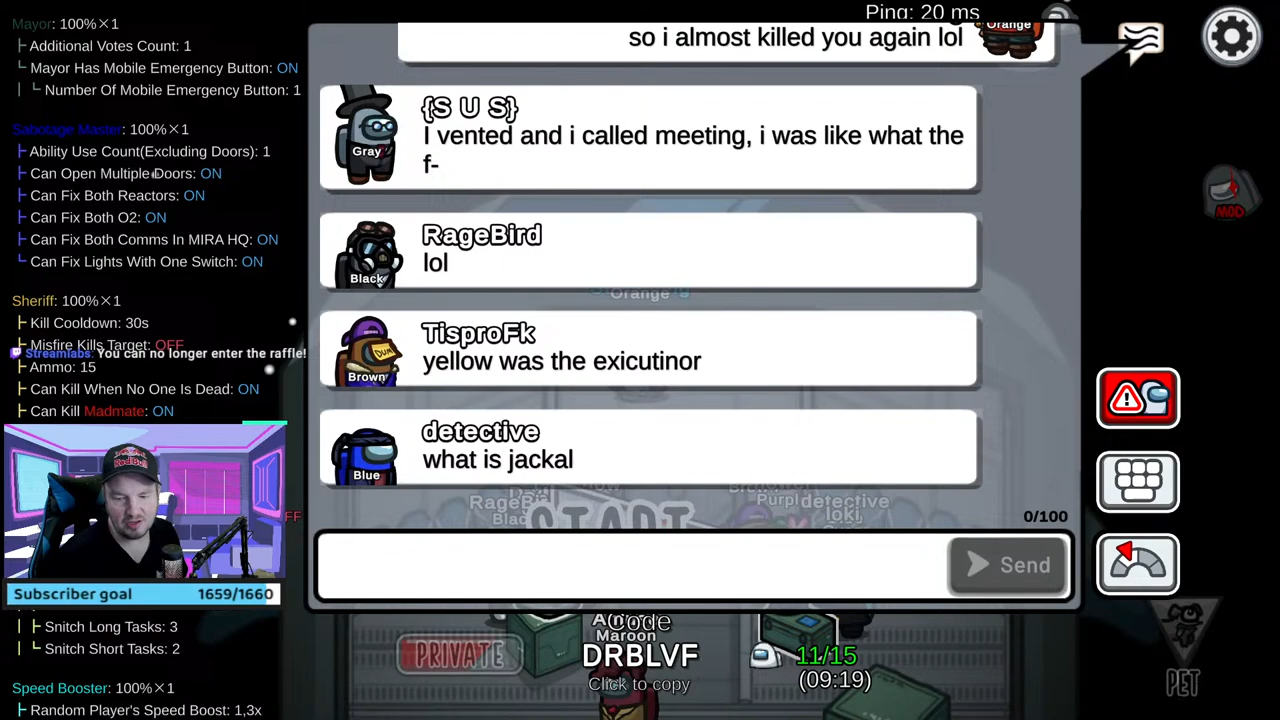 Mayor: 100%×1
Additional Votes Count: 1
Mayor Has Mobile Emergency Button: ON
Number Of Mobile Emergency Button: 1
Sabotage Master: 100%×1
Ability Use Count(Excluding Doors): 1
Can Open Multiple Doors: ON
Can Fix Both Reactors: ON
Can Fix Both O2: ON
Can Fix Both Comms In MIRA HQ: ON
Can Fix Lights With One Switch: ON
Sheriff: 100%×1
Kill Cooldown: 30s
Misfire Kills Target: OFF
Streamlabs: You can no longer enter the raffle!
Ammo: 15
Can Kill When No One Is Dead: ON
Can Kill Madmate: ON
FF
Subscriber goal 1659/1660
Snitch Long Tasks: 3
Snitch Short Tasks: 2
Speed Booster: 100%×1
Random Player's Speed Boost: 1,3x
Ping: 20 ms
Orange
so i almost killed you again lol
{S U S}
I vented and i called meeting, i was like what the
f-
Gray
RageBird
lol
Black
Orange
TisproFk
yellow was the exicutinor
Brown
detective
what is jackal
Blue
START
detective
loki
0/100
Send
PRIVATE
Code
Maroon
DRBLVF
Click to copy
11/15
(09:19)
MOD
PET